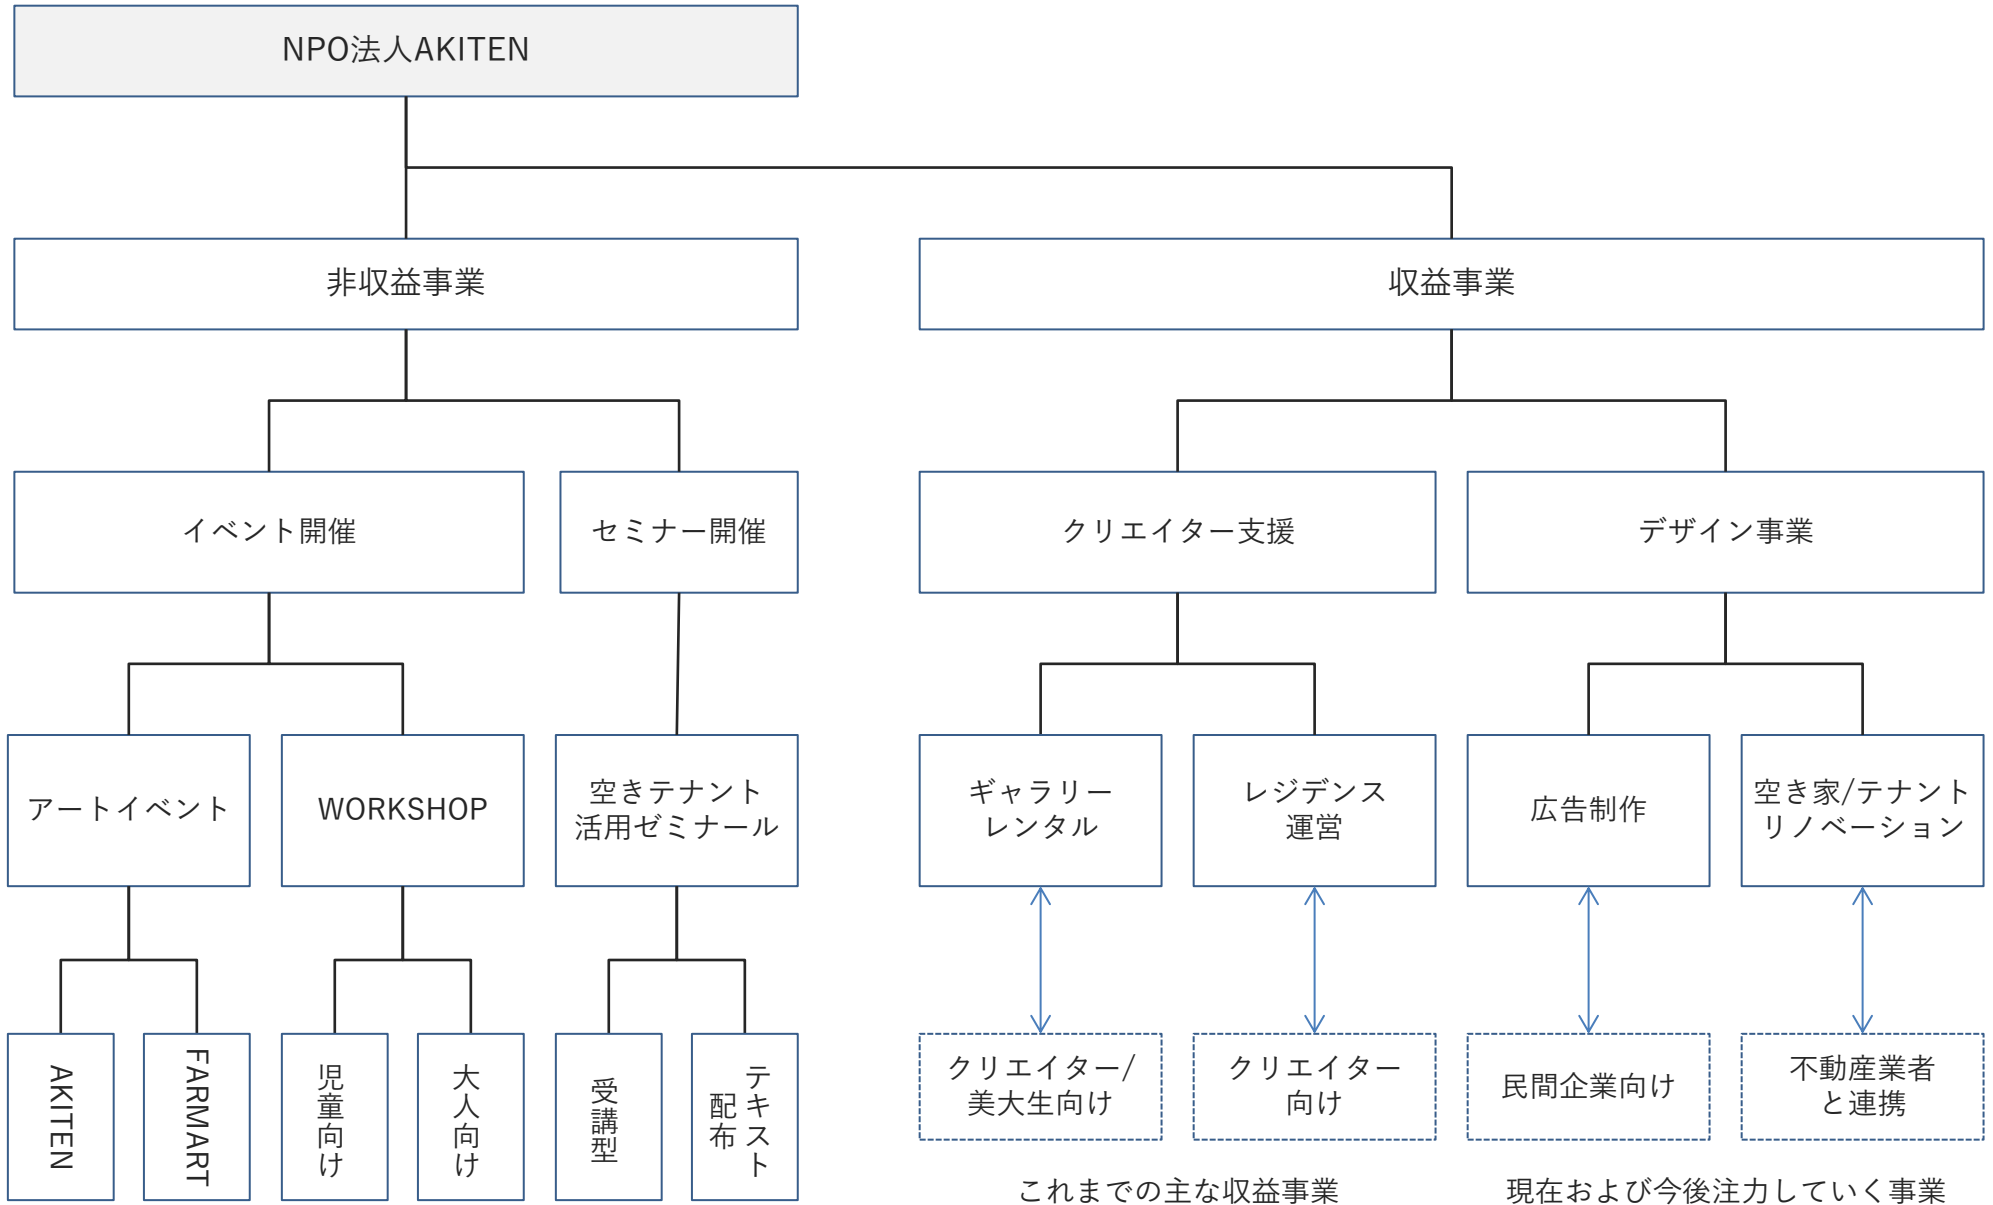 NPO法人AKITEN
非収益事業
収益事業
イベント開催
セミナー開催
クリエイター支援
デザイン事業
アートイベント
WORKSHOP
空きテナント
活用ゼミナール
ギャラリー
レンタル
レジデンス
運営
広告制作
空き家/テナント
リノベーション
AKITEN
FARMART
児童向け
大人向け
受講型
テキスト
配布
クリエイター/
美大生向け
クリエイター
向け
民間企業向け
不動産業者
と連携
これまでの主な収益事業
現在および今後注力していく事業